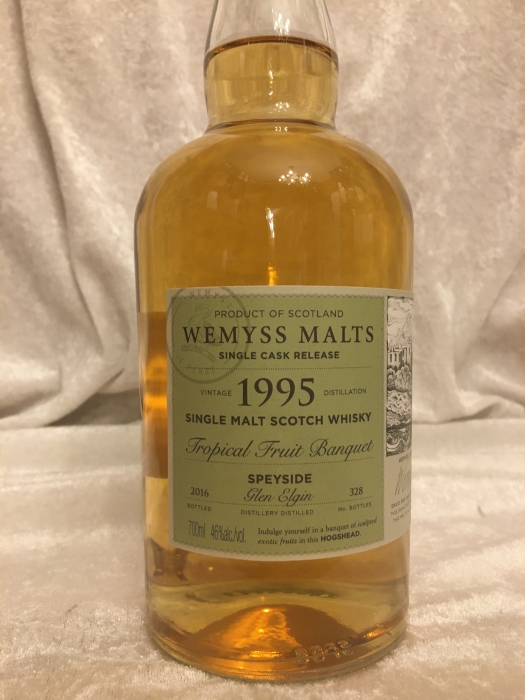 PRODUCT OF SCOTLAND
WEMYSS MALTS
SINGLE CASK RELEASE
VINTAGE 1995 DISTILLATION
SINGLE MALT SCOTCH WHISKY
Tropical Fruit Banquet
SPEYSIDE
2016 Glen Elgin 328
BOTTLED DISTILLERY DISTILLED No. BOTTLES
700ml 46%alc./vol.
Indulge yourself in a banquet of sculpted
exotic fruits in this HOGSHEAD.